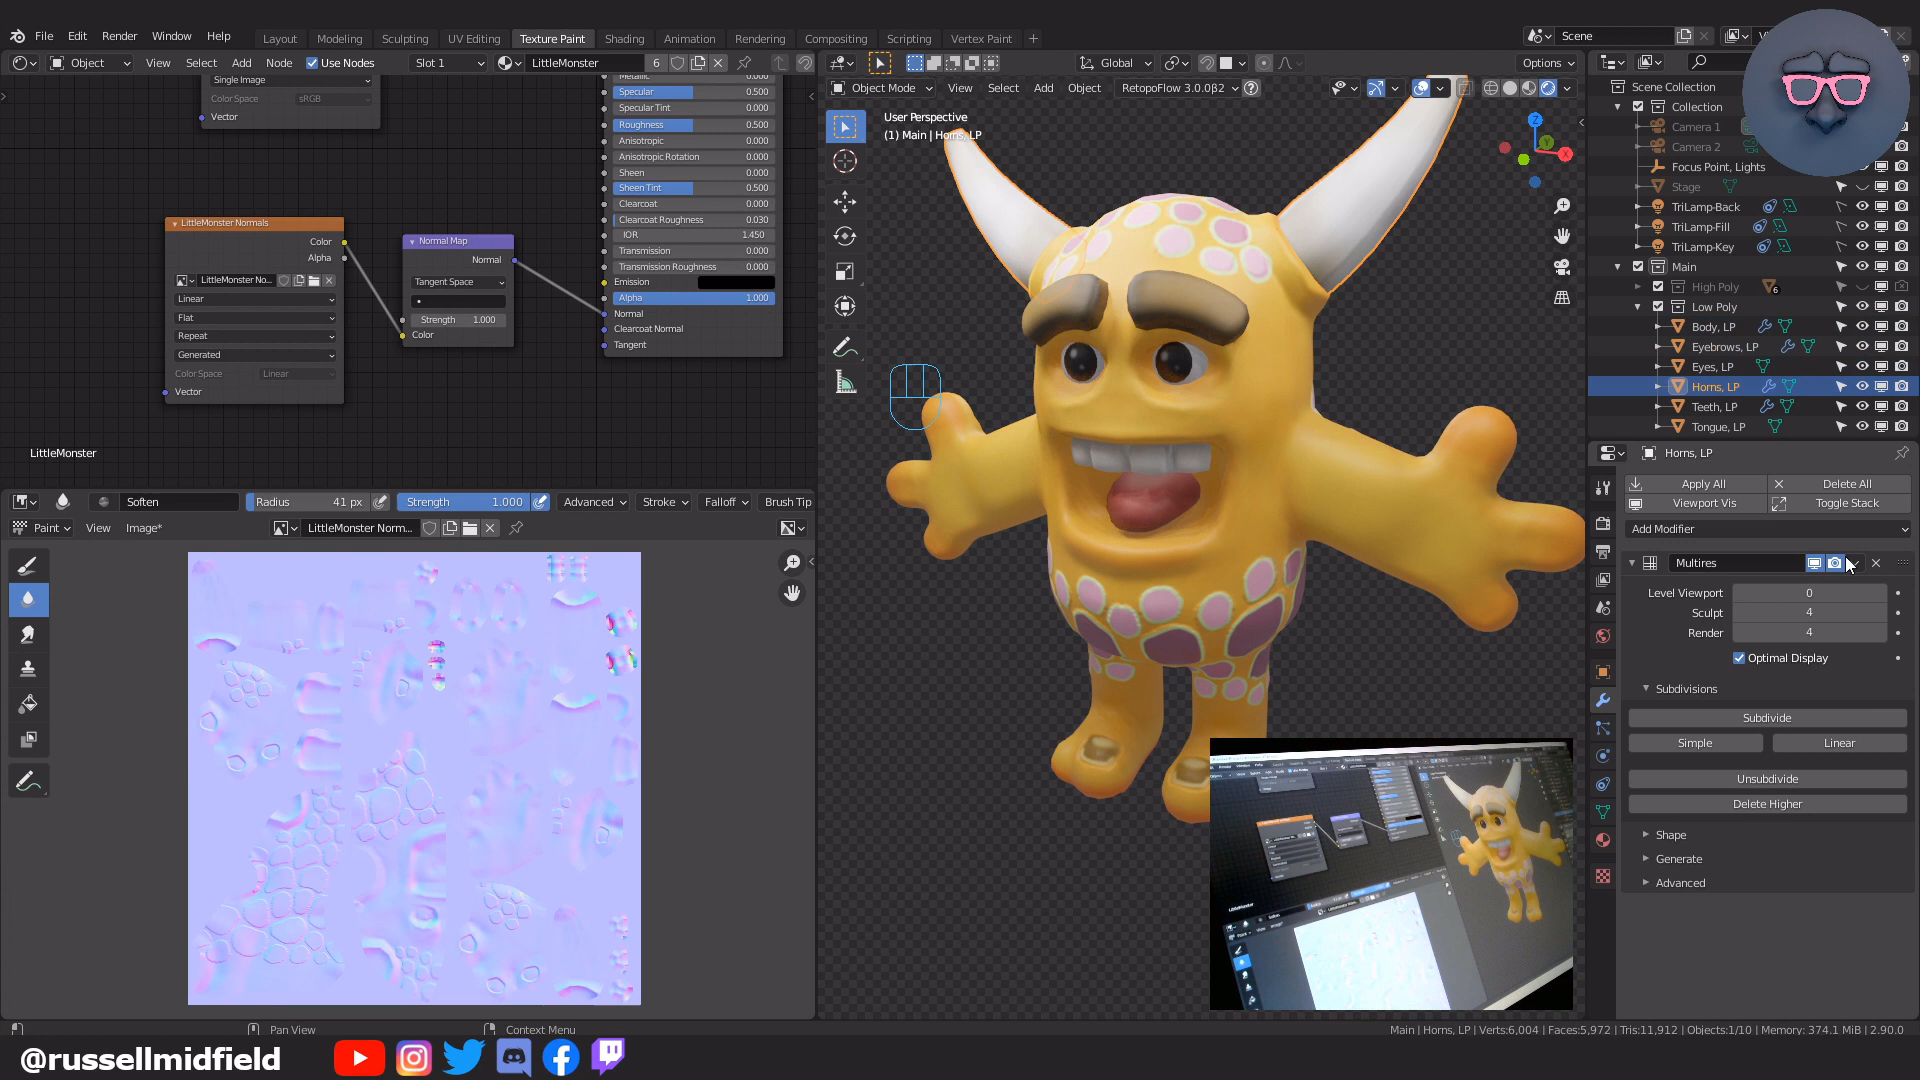 File Edit Render Window Help
Layout Modeling Sculpting UV Editing Texture Paint Shading Animation Rendering Compositing Scripting Vertex Paint +
Scene
Object View Select Add Node Use Nodes Slot 1 LittleMonster 6
Global
Options
Object Mode View Select Add Object RetopoFlow 3.0.0β2
User Perspective
(1) Main | Horns, LP
Single Image
Color Space sRGB
Vector
Metallic 0.000
Specular 0.500
Specular Tint 0.000
Roughness 0.500
Anisotropic 0.000
Anisotropic Rotation 0.000
Sheen 0.000
Sheen Tint 0.500
Clearcoat 0.000
Clearcoat Roughness 0.030
IOR 1.450
Transmission 0.000
Transmission Roughness 0.000
Emission
Alpha 1.000
Normal
Clearcoat Normal
Tangent
LittleMonster Normals
Color
Alpha
LittleMonster No...
Linear
Flat
Repeat
Generated
Color Space Linear
Vector
Normal Map
Normal
Tangent Space
Strength 1.000
Color
LittleMonster
Soften Radius 41 px Strength 1.000 Advanced Stroke Falloff Brush Tip
Paint View Image* LittleMonster Norm...
Z
Y
X
Scene Collection
Collection
Camera 1
Camera 2
Focus Point, Lights
Stage
TriLamp-Back
TriLamp-Fill
TriLamp-Key
Main
High Poly 6
Low Poly
Body, LP
Eyebrows, LP
Eyes, LP
Horns, LP
Teeth, LP
Tongue, LP
Horns, LP
Apply All Delete All
Viewport Vis Toggle Stack
Add Modifier
Multires
Level Viewport 0
Sculpt 4
Render 4
Optimal Display
Subdivisions
Subdivide
Simple Linear
Unsubdivide
Delete Higher
Shape
Generate
Advanced
Pan View Context Menu
Main | Horns, LP | Verts:6,004 | Faces:5,972 | Tris:11,912 | Objects:1/10 | Memory: 374.1 MiB | 2.90.0
@russellmidfield